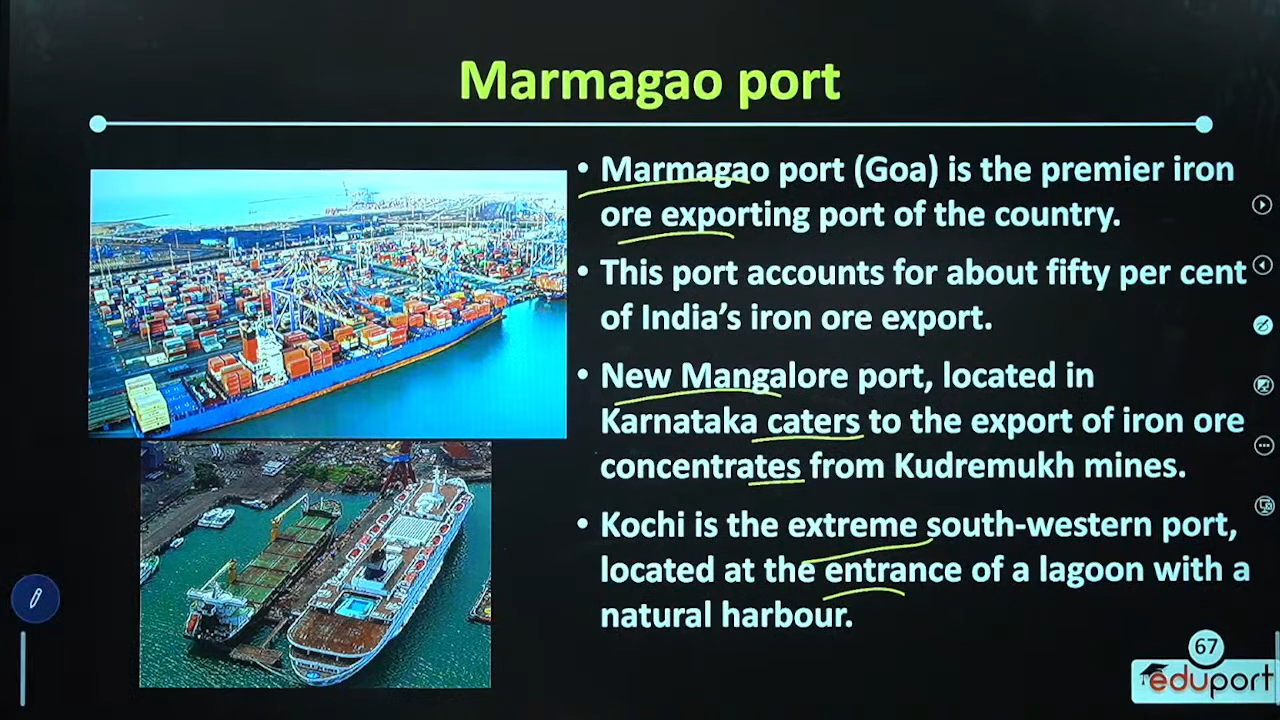 Marmagao port
• Marmagao port (Goa) is the premier iron
ore exporting port of the country.
• This port accounts for about fifty per cent
of India's iron ore export.
• New Mangalore port, located in
Karnataka caters to the export of iron ore
concentrates from Kudremukh mines.
• Kochi is the extreme south-western port,
located at the entrance of a lagoon with a
natural harbour.
67
eduport